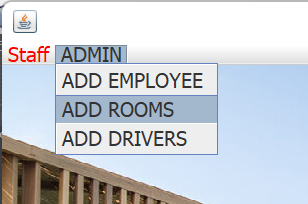 Staff ADMIN
ADD EMPLOYEE
ADD ROOMS
ADD DRIVERS